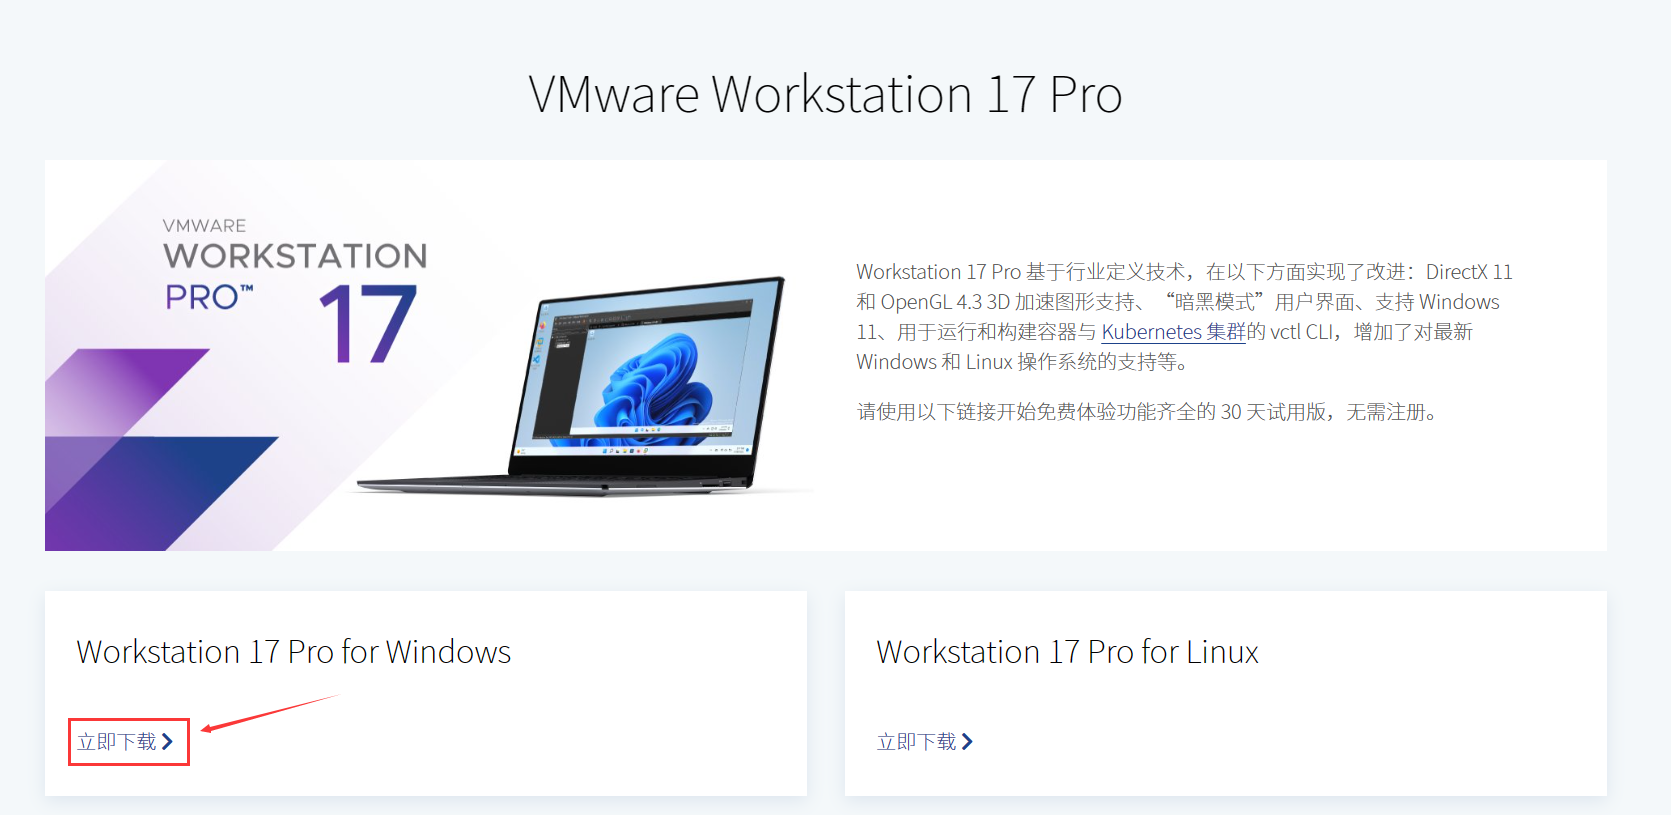 VMware Workstation 17 Pro
VMWARE
WORKSTATION
PRO™ 17
Workstation 17 Pro 基于行业定义技术，在以下方面实现了改进：DirectX 11
和 OpenGL 4.3 3D 加速图形支持、“暗黑模式”用户界面、支持 Windows
11、用于运行和构建容器与 Kubernetes 集群的 vctl CLI，增加了对最新
Windows 和 Linux 操作系统的支持等。
请使用以下链接开始免费体验功能齐全的 30 天试用版，无需注册。
Workstation 17 Pro for Windows
立即下载
Workstation 17 Pro for Linux
立即下载